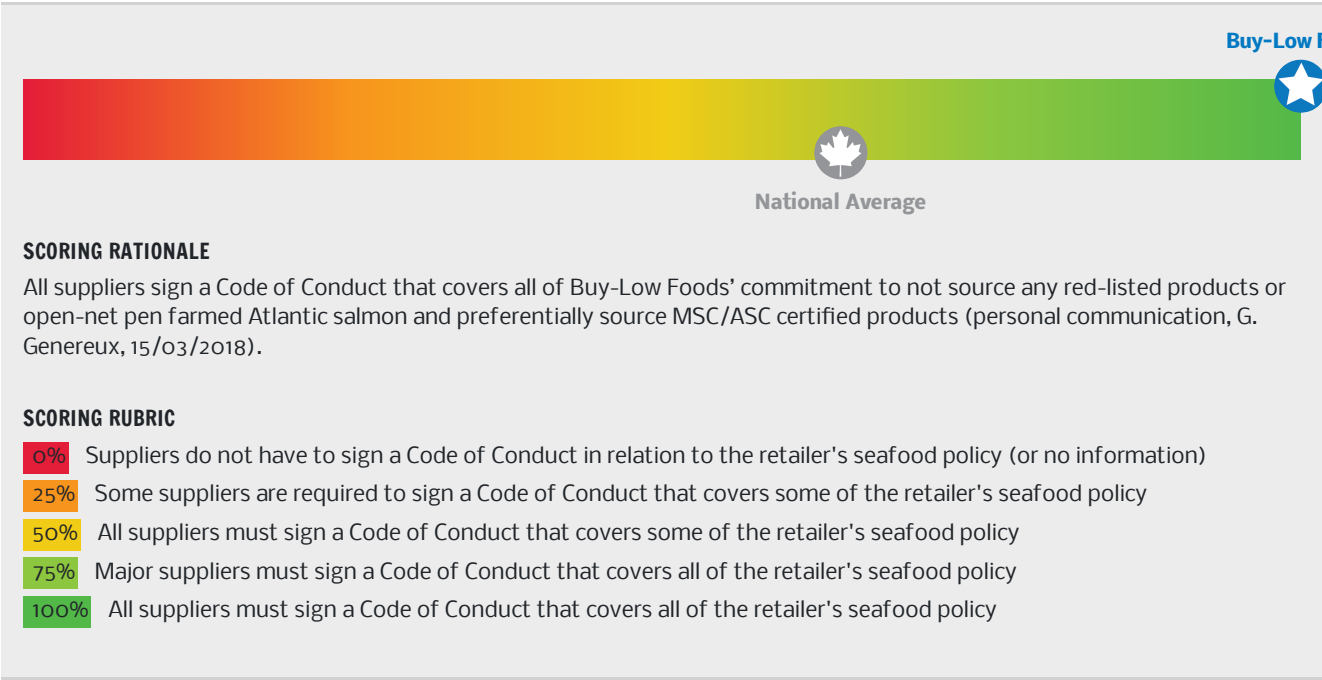 Buy-Low F
National Average
SCORING RATIONALE
All suppliers sign a Code of Conduct that covers all of Buy-Low Foods’ commitment to not source any red-listed products or
open-net pen farmed Atlantic salmon and preferentially source MSC/ASC certified products (personal communication, G.
Genereux, 15/03/2018).
SCORING RUBRIC
0% Suppliers do not have to sign a Code of Conduct in relation to the retailer's seafood policy (or no information)
25% Some suppliers are required to sign a Code of Conduct that covers some of the retailer's seafood policy
50% All suppliers must sign a Code of Conduct that covers some of the retailer's seafood policy
75% Major suppliers must sign a Code of Conduct that covers all of the retailer's seafood policy
100% All suppliers must sign a Code of Conduct that covers all of the retailer's seafood policy